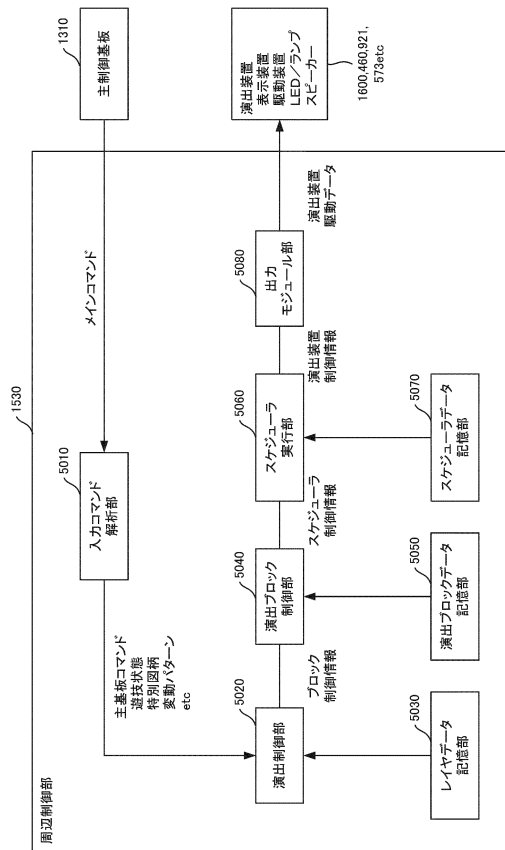 周辺制御部
1530
主制御基板
1310
メインコマンド
入力コマンド
解析部
5010
主基板コマンド
遊技状態
特別図柄
変動パターン
etc
演出制御部
5020
ブロック
制御情報
演出ブロック
制御部
5040
スケジューラ
制御情報
スケジューラ
実行部
5060
演出装置
制御情報
出力
モジュール部
5080
演出装置
駆動データ
演出装置
表示装置
駆動装置
LED／ランプ
スピーカー
1600,460,921,
573etc
レイヤデータ
記憶部
5030
演出ブロックデータ
記憶部
5050
スケジューラデータ
記憶部
5070